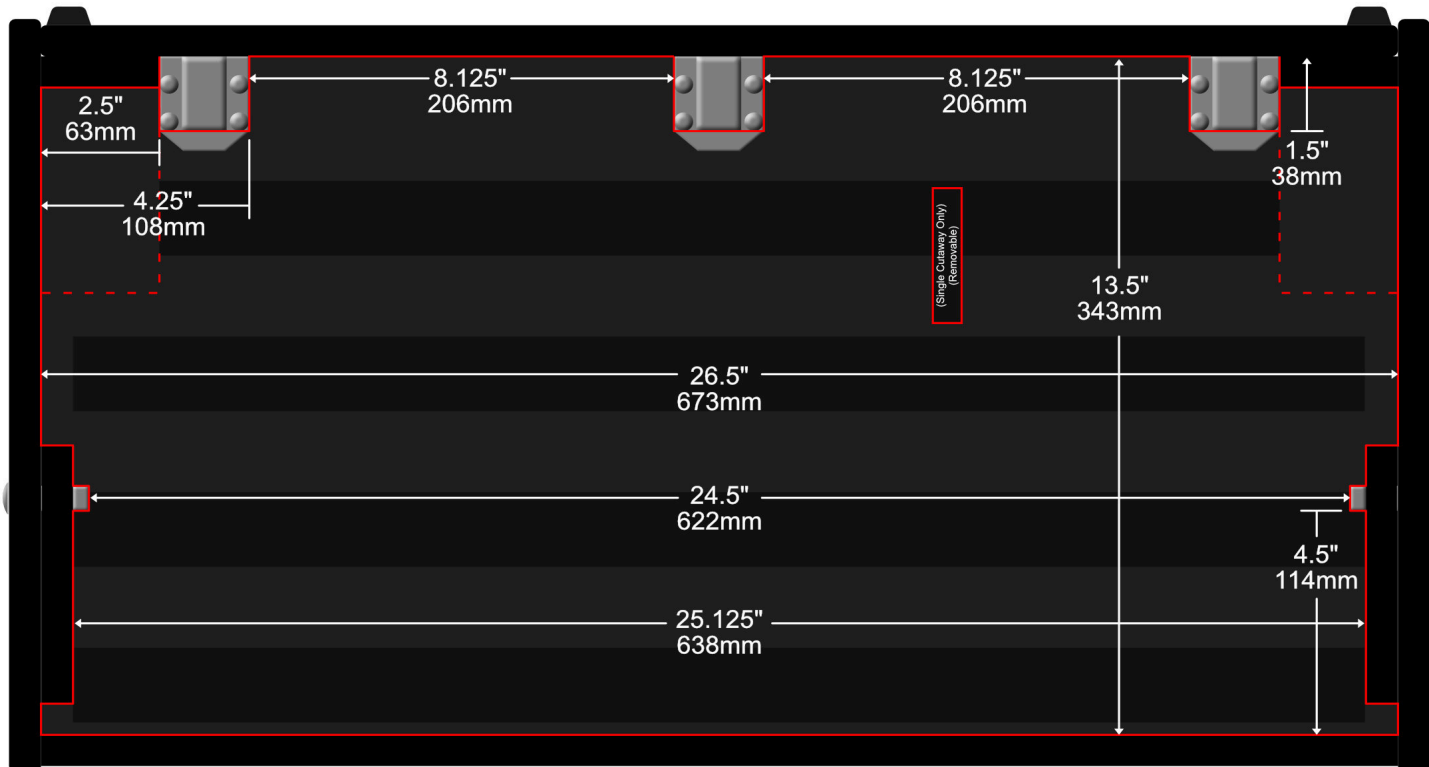 8.125"
206mm
8.125"
206mm
2.5"
63mm
1.5"
38mm
4.25"
108mm
(Single Cutaway Only)
(Removable)
13.5"
343mm
26.5"
673mm
24.5"
622mm
4.5"
114mm
25.125"
638mm